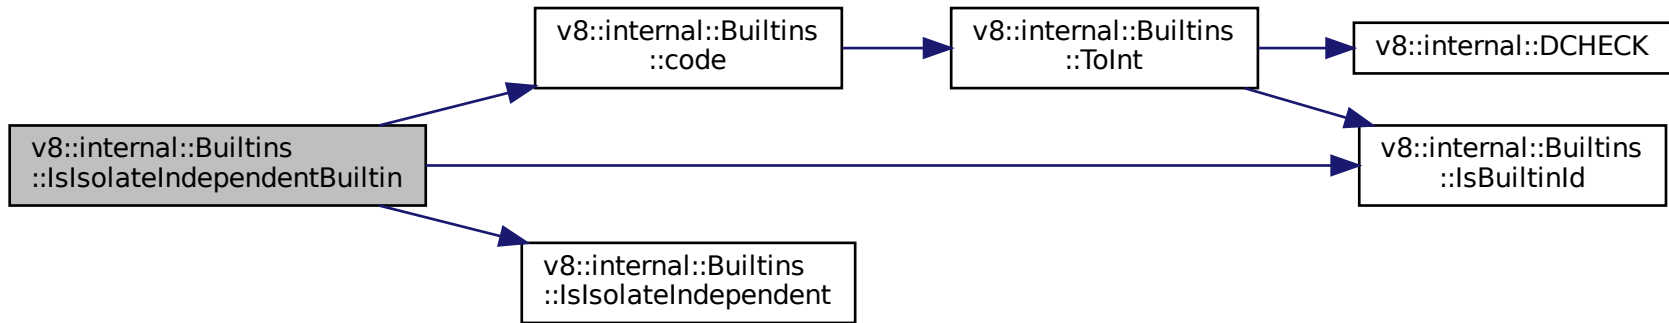 v8::internal::Builtins
::IsIsolateIndependentBuiltin
v8::internal::Builtins
::code
v8::internal::Builtins
::ToInt
v8::internal::DCHECK
v8::internal::Builtins
::IsBuiltinId
v8::internal::Builtins
::IsIsolateIndependent